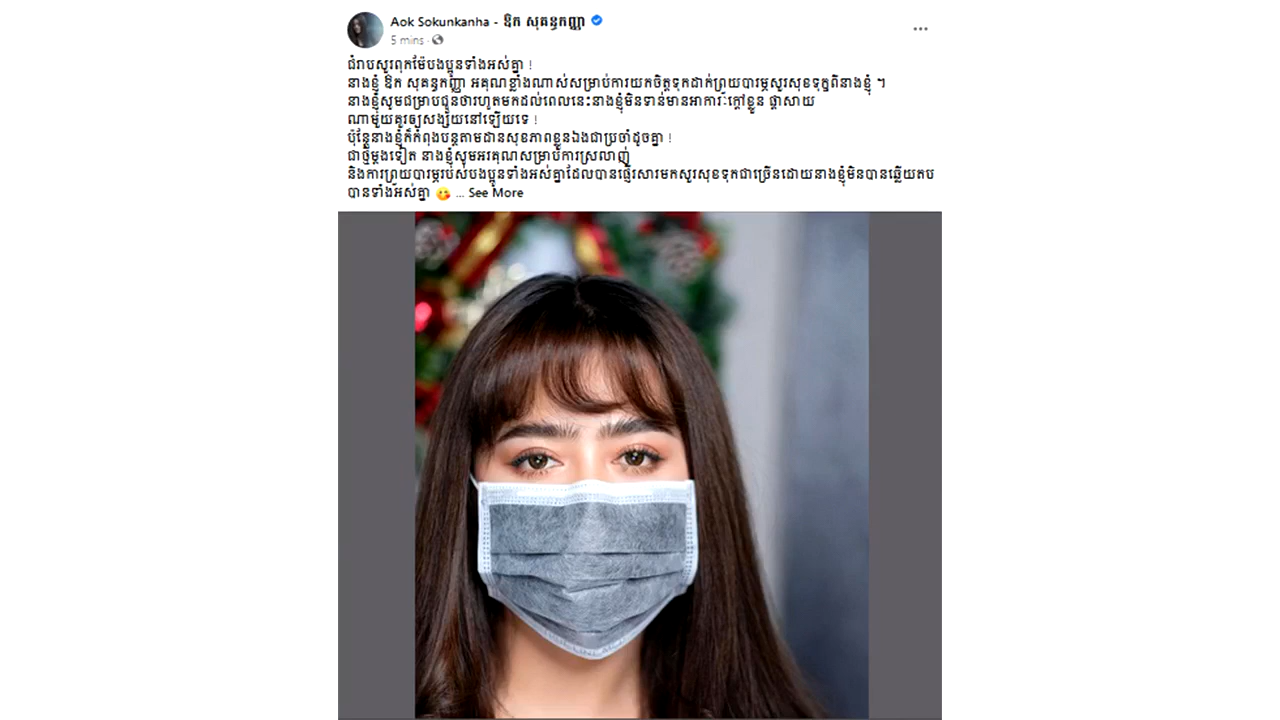 Aok Sokunkanha - ឱក សុគន្ធកញ្ញា
5 mins ·
ជំរាបសួរពុកម៉ែបងប្អូនទាំងអស់គ្នា !
នាងខ្ញុំ ឱក សុគន្ធកញ្ញា អគុណខ្លាំងណាស់សម្រាប់ការយកចិត្តទុកដាក់ព្រួយបារម្ភសួរសុខទុក្ខពីនាងខ្ញុំ ។
នាងខ្ញុំសូមជម្រាបជូនថារហូតមកដល់ពេលនេះនាងខ្ញុំមិនទាន់មានអាការៈក្តៅខ្លួន ផ្តាសាយ
ណាមួយគួរឲ្យសង្ស័យនៅឡើយទេ !
ប៉ុន្តែនាងខ្ញុំក៏កំពុងបន្តតាមដានសុខភាពខ្លួនឯងជាប្រចាំដូចគ្នា !
ជាថ្មីម្តងទៀត នាងខ្ញុំសូមអរគុណសម្រាប់ការស្រលាញ់
និងការព្រួយបារម្ភរបស់បងប្អូនទាំងអស់គ្នាដែលបានផ្ញើរសារមកសួរសុខទុកជាច្រើនដោយនាងខ្ញុំមិនបានឆ្លើយតប
បានទាំងអស់គ្នា 😘 ... See More